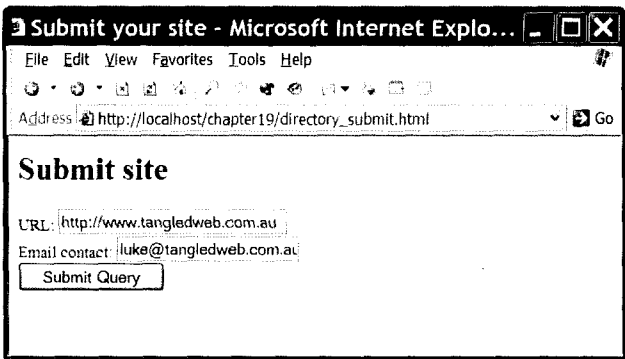 Submit your site - Microsoft Internet Explo...
File Edit View Favorites Tools Help
Address http://localhost/chapter19/directory_submit.html Go
Submit site
URL: http://www.tangledweb.com.au
Email contact: luke@tangledweb.com.au
Submit Query